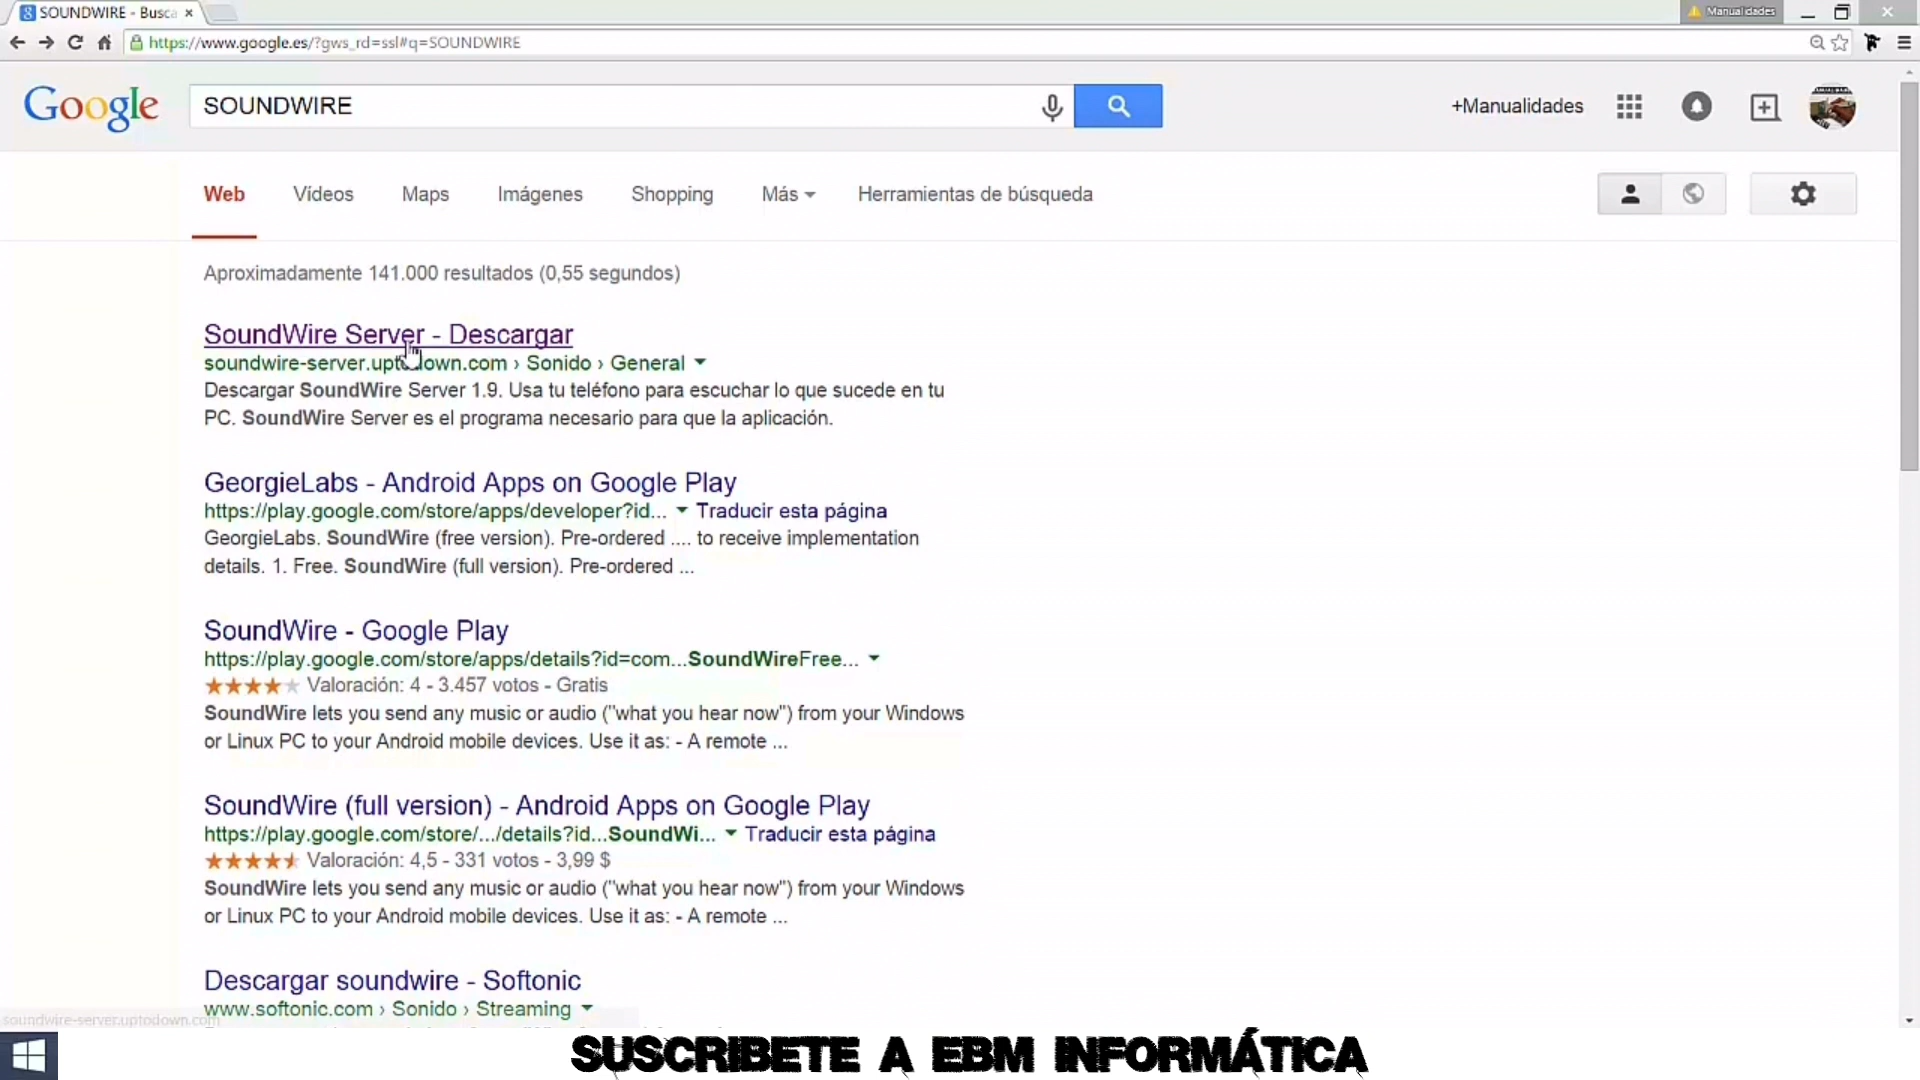 SOUNDWIRE - Busca
Manualidades
https://www.google.es/?gws_rd=ssl#q=SOUNDWIRE
Google
SOUNDWIRE
+Manualidades
Web Vídeos Maps Imágenes Shopping Más Herramientas de búsqueda
Aproximadamente 141.000 resultados (0,55 segundos)
SoundWire Server - Descargar
soundwire-server.uptodown.com › Sonido › General
Descargar SoundWire Server 1.9. Usa tu teléfono para escuchar lo que sucede en tu
PC. SoundWire Server es el programa necesario para que la aplicación.
GeorgieLabs - Android Apps on Google Play
https://play.google.com/store/apps/developer?id... Traducir esta página
GeorgieLabs. SoundWire (free version). Pre-ordered .... to receive implementation
details. 1. Free. SoundWire (full version). Pre-ordered ...
SoundWire - Google Play
https://play.google.com/store/apps/details?id=com...SoundWireFree...
Valoración: 4 - 3.457 votos - Gratis
SoundWire lets you send any music or audio ("what you hear now") from your Windows
or Linux PC to your Android mobile devices. Use it as: - A remote ...
SoundWire (full version) - Android Apps on Google Play
https://play.google.com/store/.../details?id...SoundWi... Traducir esta página
Valoración: 4,5 - 331 votos - 3,99 $
SoundWire lets you send any music or audio ("what you hear now") from your Windows
or Linux PC to your Android mobile devices. Use it as: - A remote ...
Descargar soundwire - Softonic
www.softonic.com › Sonido › Streaming
soundwire-server.uptodown.com
SUSCRIBETE A EBM INFORMÁTICA